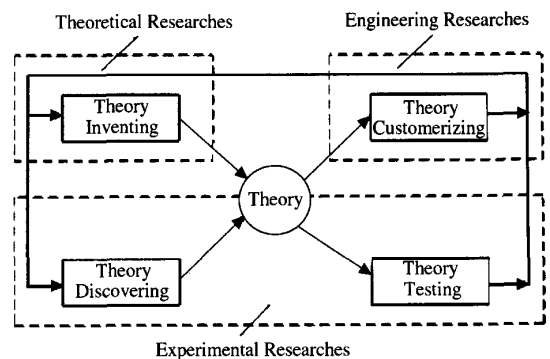 Theoretical Researches
Engineering Researches
Theory
Inventing
Theory
Customerizing
Theory
Theory
Discovering
Theory
Testing
Experimental Researches